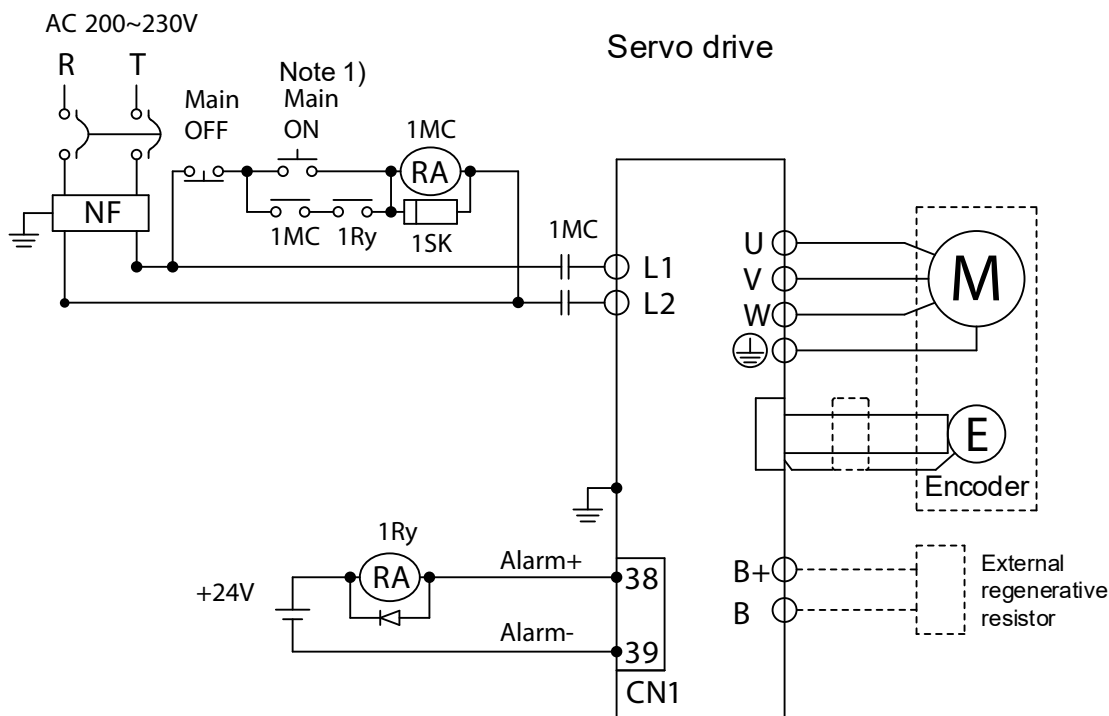 AC 200~230V
Servo drive
R T
Note 1)
Main
OFF
Main
ON
1MC
RA
NF
1MC 1Ry 1SK
1MC
L1
L2
U
V
W
M
E
Encoder
1Ry
RA
+24V
Alarm+
38
Alarm-
39
CN1
B+
B
External
regenerative
resistor